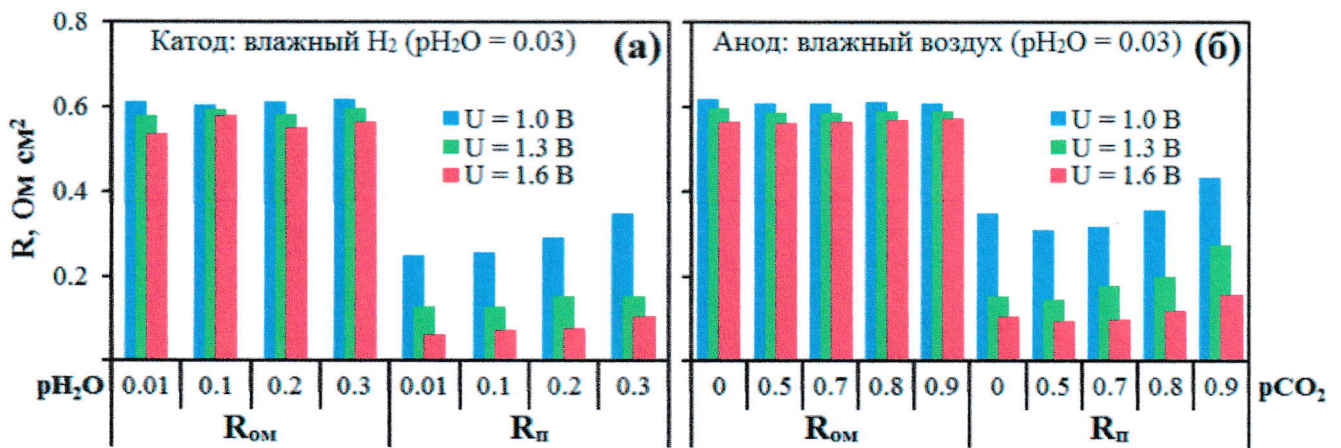 Катод: влажный H₂ (pH₂O = 0.03) (а)
Анод: влажный воздух (pH₂O = 0.03) (б)
R, Ом см²
0.8
0.6
0.4
0.2
U = 1.0 В
U = 1.3 В
U = 1.6 В
U = 1.0 В
U = 1.3 В
U = 1.6 В
pH₂O 0.01 0.1 0.2 0.3 0.01 0.1 0.2 0.3 0 0.5 0.7 0.8 0.9 0 0.5 0.7 0.8 0.9 pCO₂
Rом Rп Rом Rп